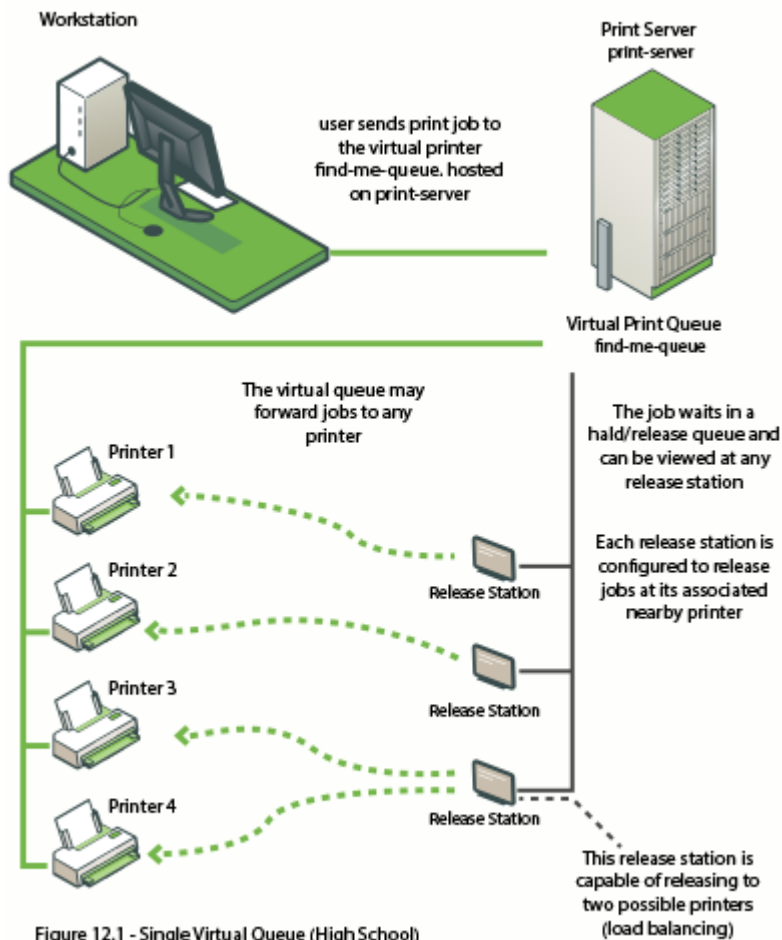 Workstation
Print Server
print-server
user sends print job to
the virtual printer
find-me-queue. hosted
on print-server
Virtual Print Queue
find-me-queue
The virtual queue may
forward jobs to any
printer
The job waits in a
hald/release queue and
can be viewed at any
release station
Printer 1
Each release station is
configured to release
jobs at its associated
nearby printer
Release Station
Printer 2
Release Station
Printer 3
Release Station
Printer 4
This release station is
capable of releasing to
two possible printers
(load balancing)
Figure 12.1 - Single Virtual Queue (High School)